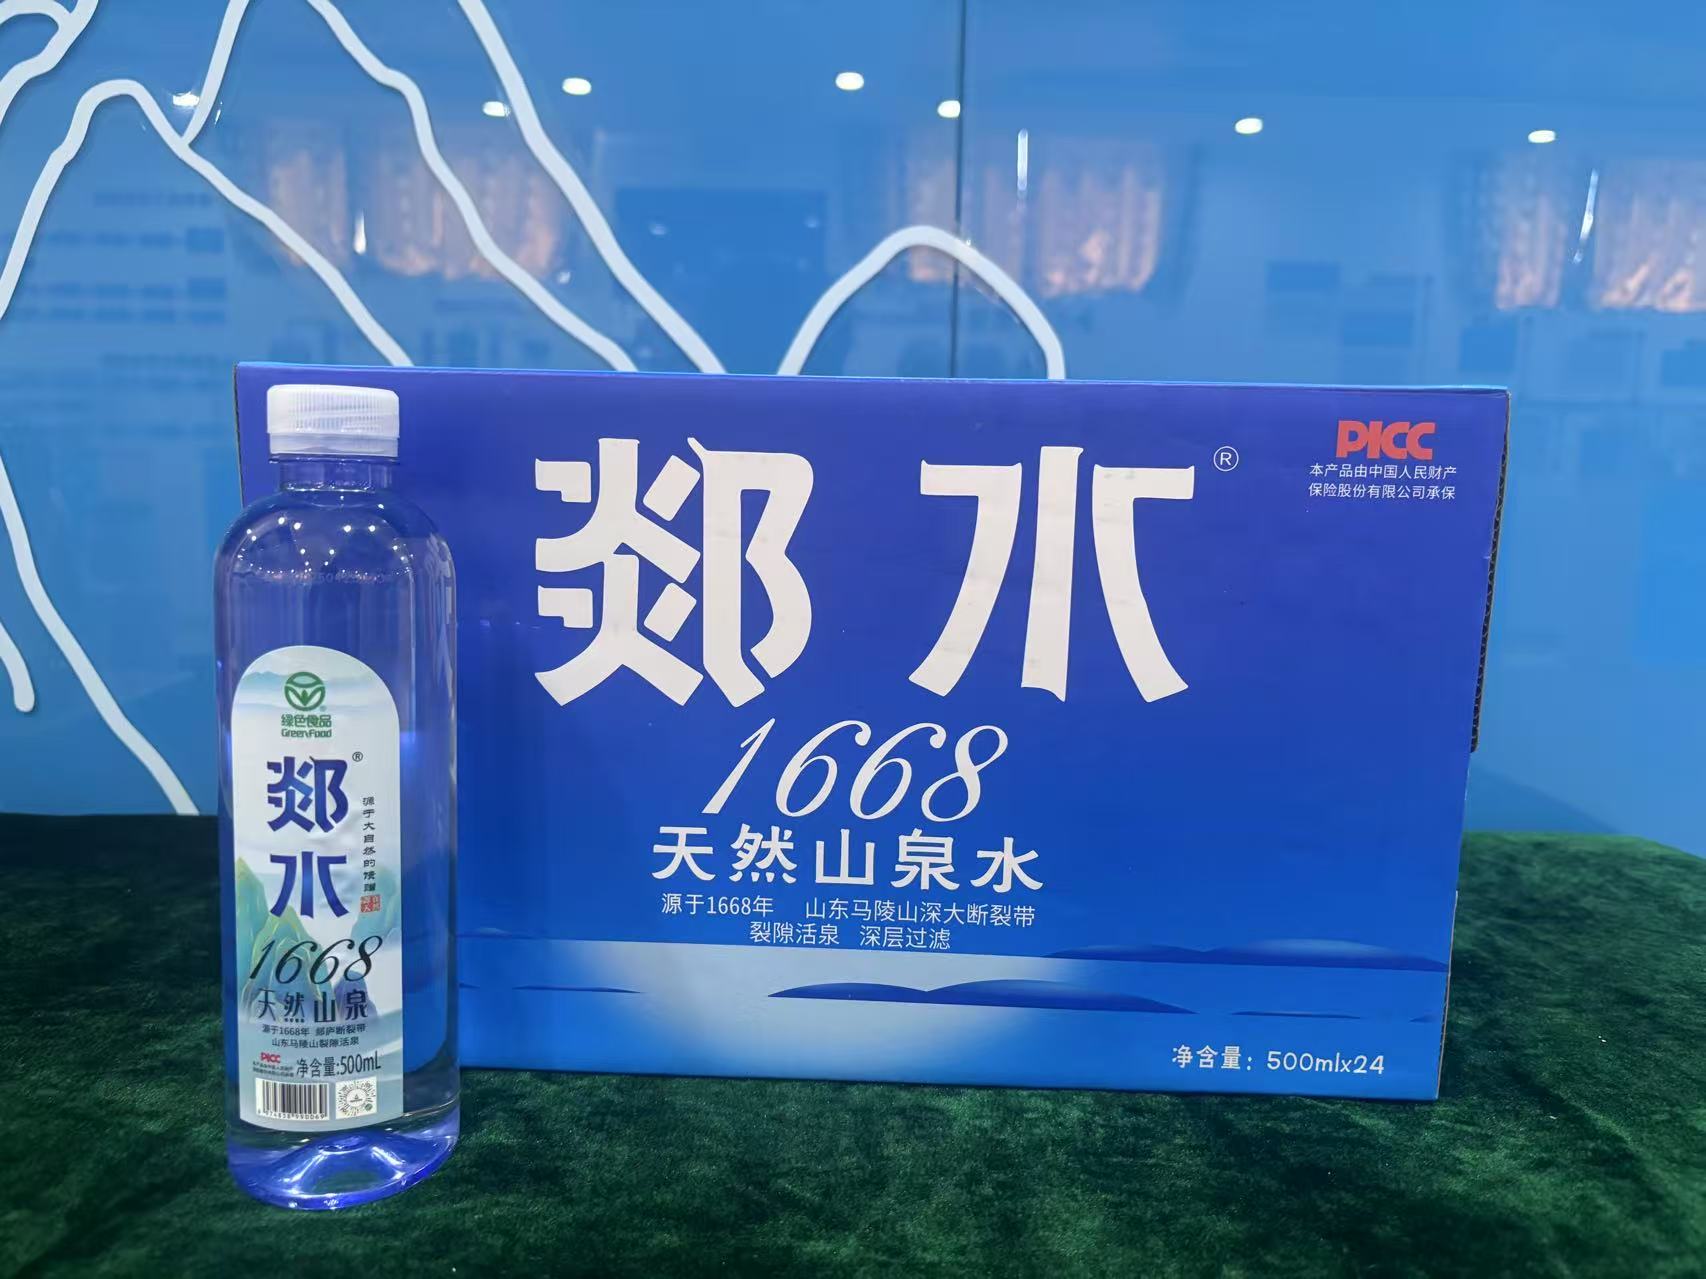 郯水®
PICC
本产品由中国人民财产
保险股份有限公司承保
1668
天然山泉水
源于1668年 山东马陵山深大断裂带
裂隙活泉 深层过滤
净含量：500mlx24
绿色食品
Green Food
郯水®
源于大自然的馈赠
1668
天然山泉
源于1668年 郯庐断裂带
山东马陵山裂隙活泉
PICC
净含量:500mL